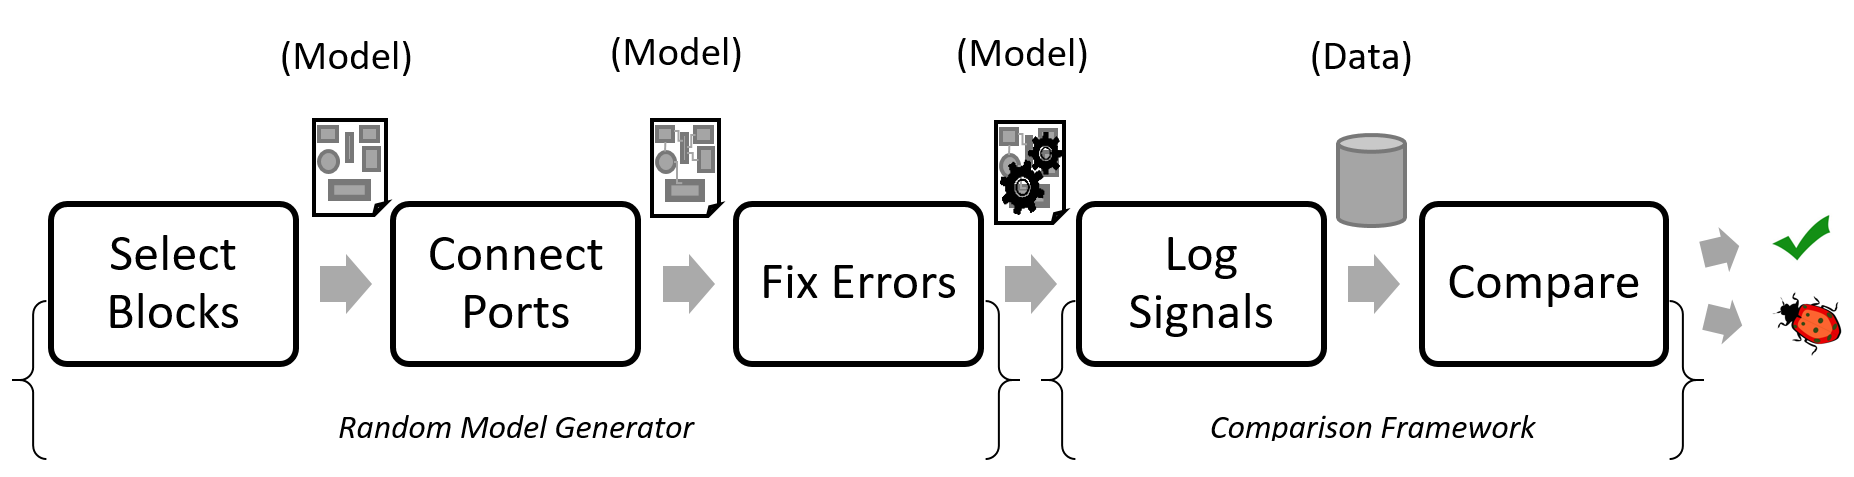 (Model)
(Model)
(Model)
(Data)
Select
Blocks
Connect
Ports
Fix Errors
Log
Signals
Compare
Random Model Generator
Comparison Framework